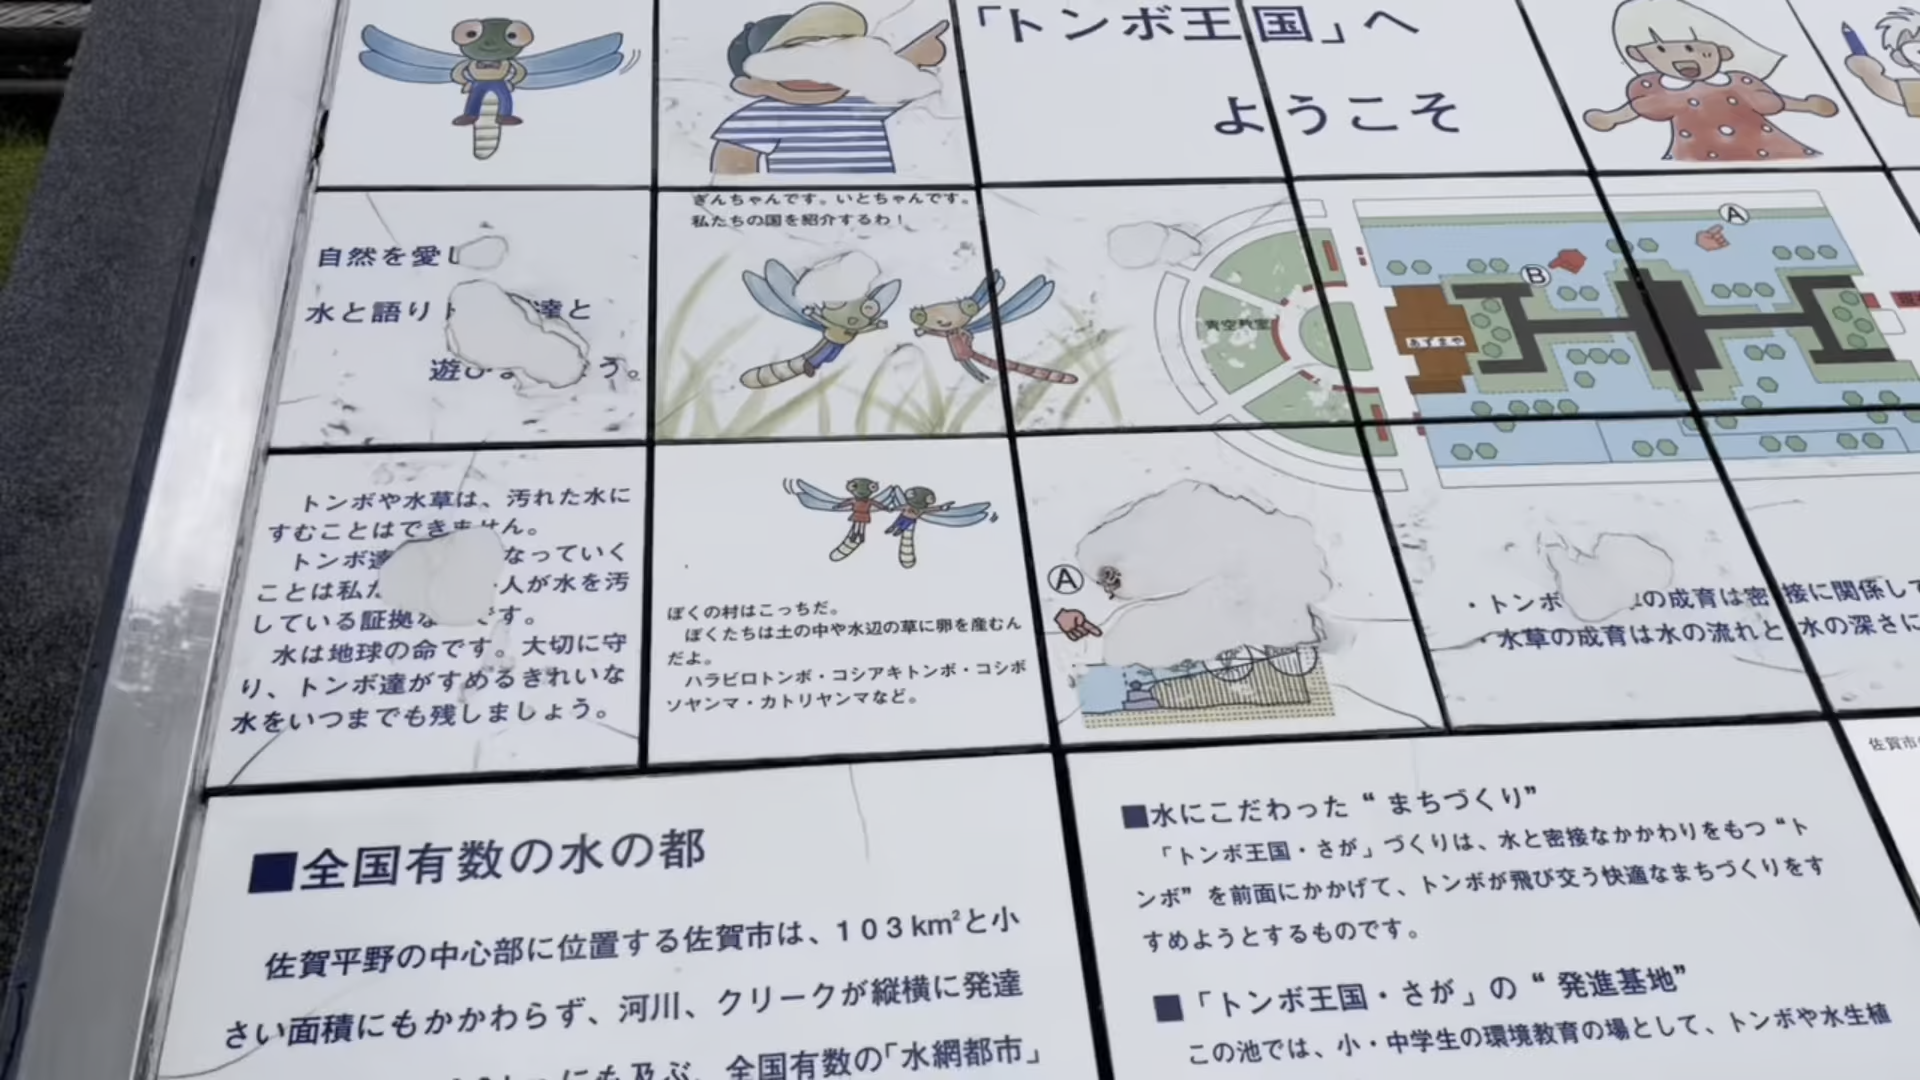 「トンボ王国」へ
ようこそ
自然を愛し
水と語り 達と
遊び う。
ぎんちゃんです。いとちゃんです。
私たちの国を紹介するわ！
青空教室
あずまや
A
B
トンボや水草は、汚れた水に
すむことはできません。
トンボ達 なっていく
ことは私た 人が水を汚
している証拠な です。
水は地球の命です。大切に守
り、トンボ達がすめるきれいな
水をいつまでも残しましょう。
ぼくの村はこっちだ。
ぼくたちは土の中や水辺の草に卵を産むん
だよ。
ハラビロトンボ・コシアキトンボ・コシボ
ソヤンマ・カトリヤンマなど。
A
・トンボ の成育は密接に関係して
・水草の成育は水の流れと水の深さに
■全国有数の水の都
佐賀平野の中心部に位置する佐賀市は、103km²と小
さい面積にもかかわらず、河川、クリークが縦横に発達
にも及ぶ、全国有数の「水網都市」
■水にこだわった“まちづくり”
「トンボ王国・さが」づくりは、水と密接なかかわりをもつ“ト
ンボ”を前面にかかげて、トンボが飛び交う快適なまちづくりをす
すめようとするものです。
■「トンボ王国・さが」の“発進基地”
この池では、小・中学生の環境教育の場として、トンボや水生植
佐賀市